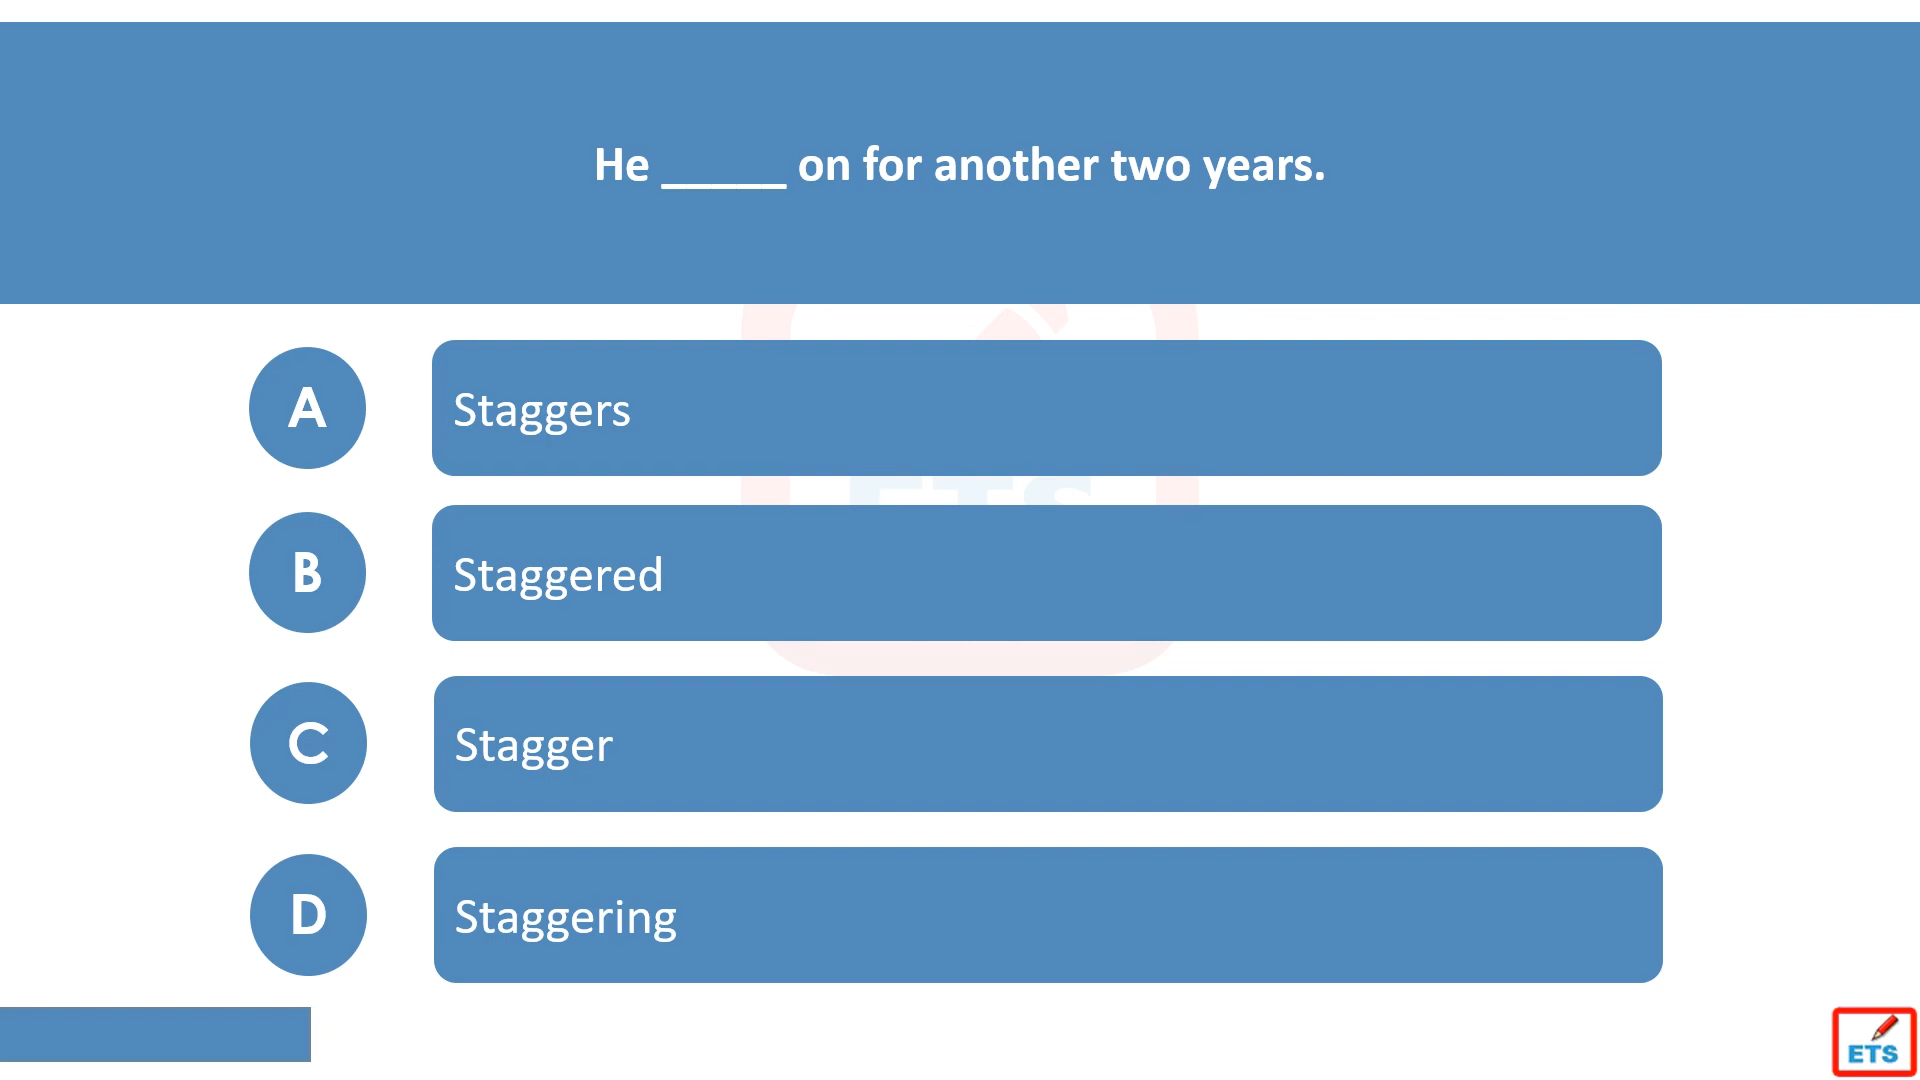 He _____ on for another two years.
A
Staggers
B
Staggered
C
Stagger
D
Staggering
ETS